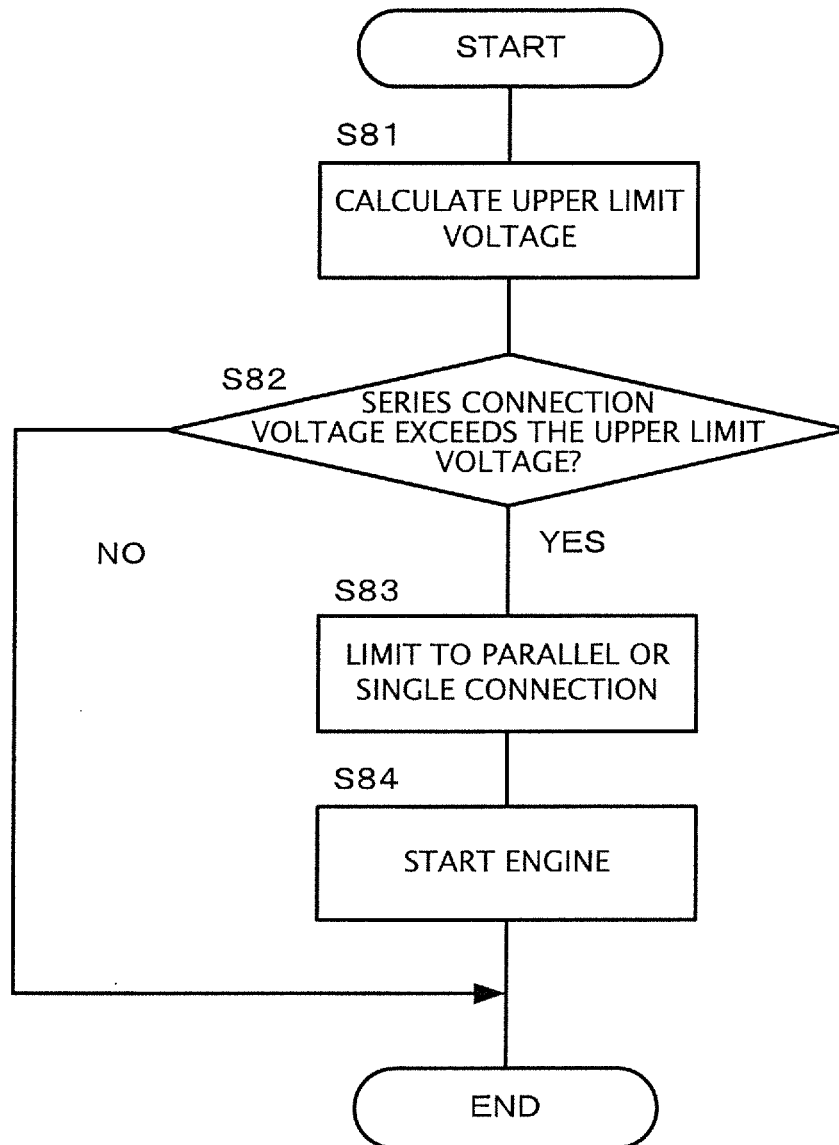 START
S81
CALCULATE UPPER LIMIT
VOLTAGE
S82
SERIES CONNECTION
VOLTAGE EXCEEDS THE UPPER LIMIT
VOLTAGE?
NO
YES
S83
LIMIT TO PARALLEL OR
SINGLE CONNECTION
S84
START ENGINE
END